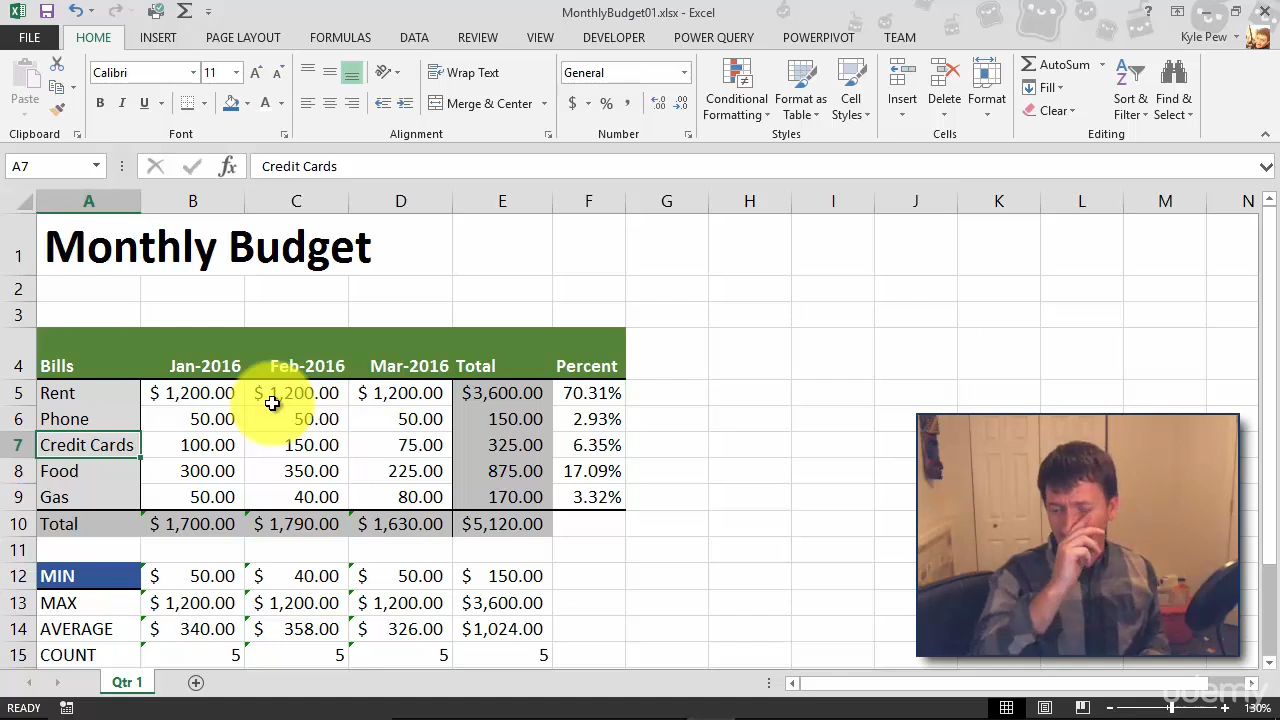 MonthlyBudget01.xlsx - Excel
FILE HOME INSERT PAGE LAYOUT FORMULAS DATA REVIEW VIEW DEVELOPER POWER QUERY POWERPIVOT TEAM Kyle Pew
Paste
Calibri 11
B I U
Wrap Text
Merge & Center
General
$ % ,
Conditional Formatting
Format as Table
Cell Styles
Insert
Delete
Format
AutoSum
Fill
Clear
Sort & Filter
Find & Select
Clipboard Font Alignment Number Styles Cells Editing
A7 fx Credit Cards
A B C D E F G H I J K L M N
1 Monthly Budget
2
3
4 Bills Jan-2016 Feb-2016 Mar-2016 Total Percent
5 Rent $ 1,200.00 $ 1,200.00 $ 1,200.00 $3,600.00 70.31%
6 Phone 50.00 50.00 50.00 150.00 2.93%
7 Credit Cards 100.00 150.00 75.00 325.00 6.35%
8 Food 300.00 350.00 225.00 875.00 17.09%
9 Gas 50.00 40.00 80.00 170.00 3.32%
10 Total $ 1,700.00 $ 1,790.00 $ 1,630.00 $5,120.00
11
12 MIN $ 50.00 $ 40.00 $ 50.00 $ 150.00
13 MAX $ 1,200.00 $ 1,200.00 $ 1,200.00 $3,600.00
14 AVERAGE $ 340.00 $ 358.00 $ 326.00 $1,024.00
15 COUNT 5 5 5 5
Qtr 1
READY 130%
udemy